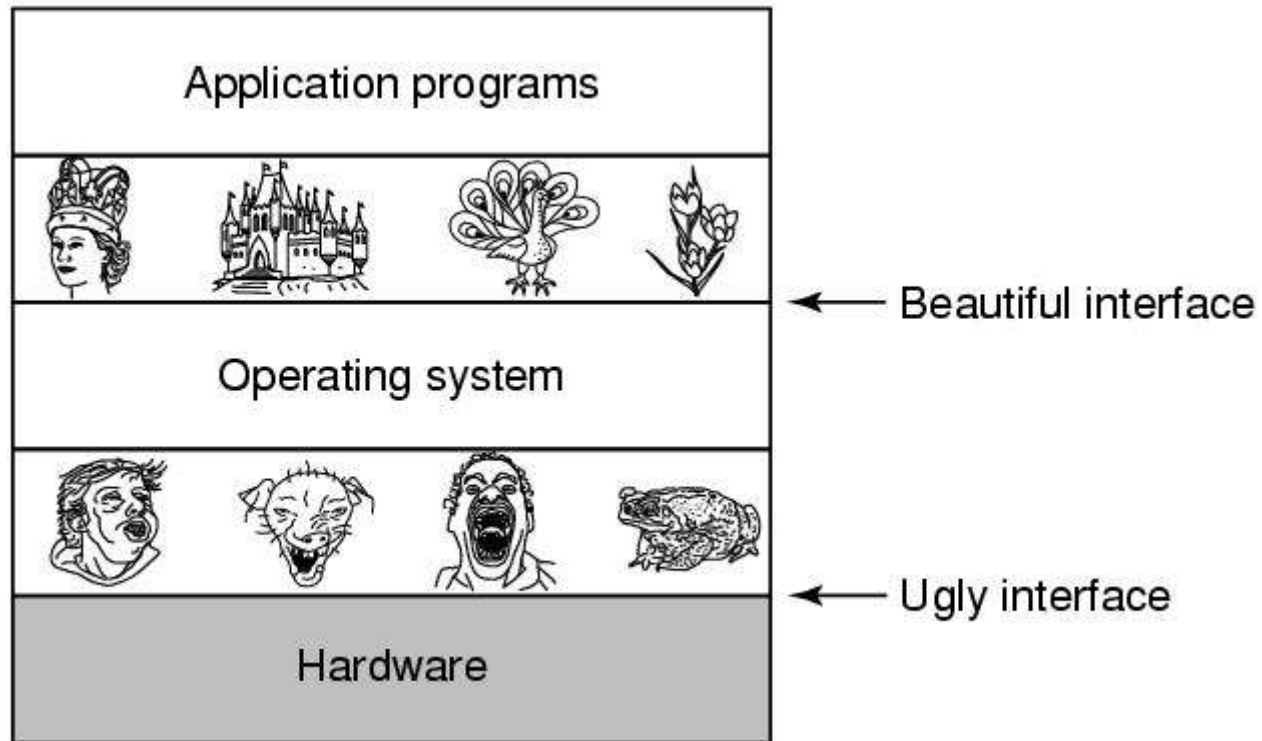 Application programs
Beautiful interface
Operating system
Ugly interface
Hardware